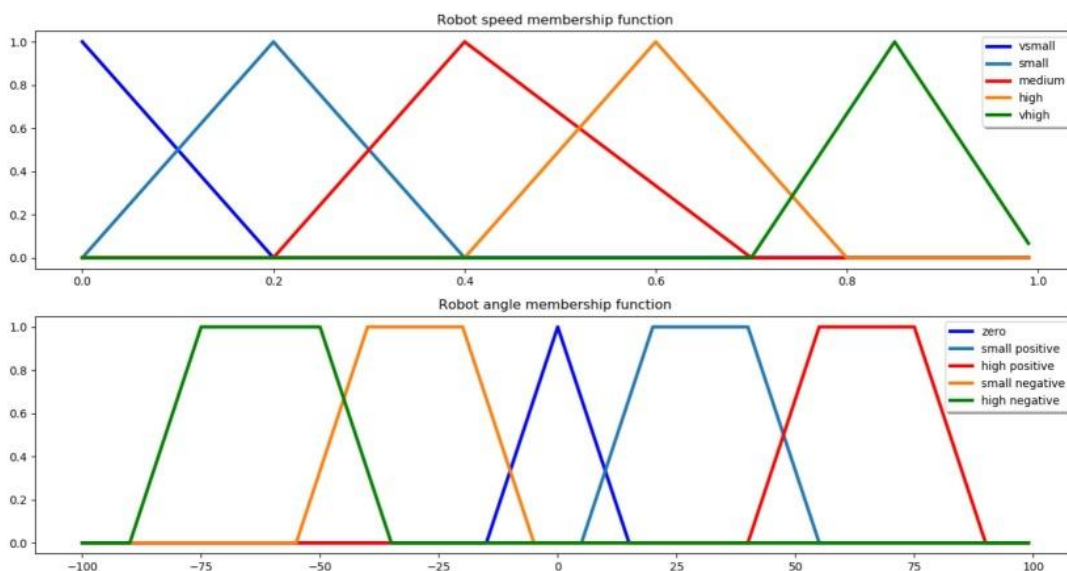 Robot speed membership function
1.0
0.8
0.6
0.4
0.2
0.0
vsmall
small
medium
high
vhigh
0.0 0.2 0.4 0.6 0.8 1.0
Robot angle membership function
1.0
0.8
0.6
0.4
0.2
0.0
zero
small positive
high positive
small negative
high negative
−100 −75 −50 −25 0 25 50 75 100